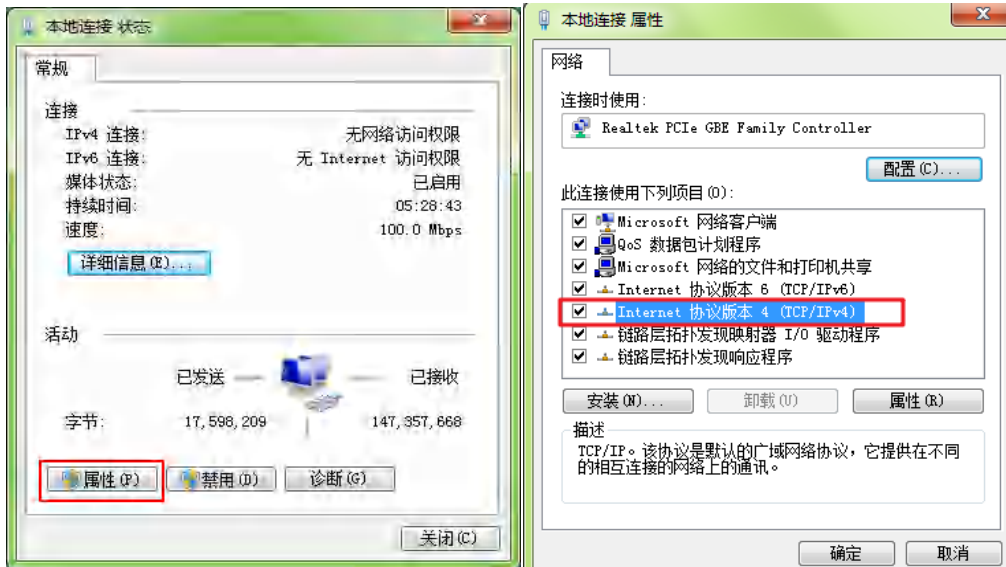 本地连接 状态
常规
连接
IPv4 连接: 无网络访问权限
IPv6 连接: 无 Internet 访问权限
媒体状态: 已启用
持续时间: 05:28:43
速度: 100.0 Mbps
详细信息(E)...
活动
已发送 已接收
字节: 17,598,209 147,357,668
属性(P) 禁用(D) 诊断(G)
关闭(C)
本地连接 属性
网络
连接时使用:
Realtek PCIe GBE Family Controller
配置(C)...
此连接使用下列项目(O):
Microsoft 网络客户端
QoS 数据包计划程序
Microsoft 网络的文件和打印机共享
Internet 协议版本 6 (TCP/IPv6)
Internet 协议版本 4 (TCP/IPv4)
链路层拓扑发现映射器 I/O 驱动程序
链路层拓扑发现响应程序
安装(N)... 卸载(U) 属性(R)
描述
TCP/IP。该协议是默认的广域网络协议，它提供在不同
的相互连接的网络上的通讯。
确定 取消